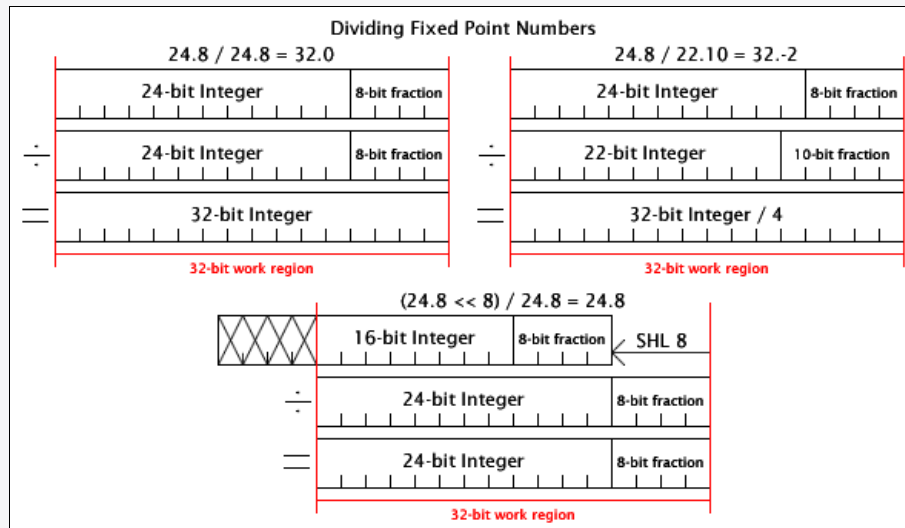 Dividing Fixed Point Numbers
24.8 / 24.8 = 32.0
24-bit Integer
8-bit fraction
÷
24-bit Integer
8-bit fraction
=
32-bit Integer
32-bit work region
24.8 / 22.10 = 32.-2
24-bit Integer
8-bit fraction
÷
22-bit Integer
10-bit fraction
=
32-bit Integer / 4
32-bit work region
(24.8 << 8) / 24.8 = 24.8
16-bit Integer
8-bit fraction
SHL 8
÷
24-bit Integer
8-bit fraction
=
24-bit Integer
8-bit fraction
32-bit work region